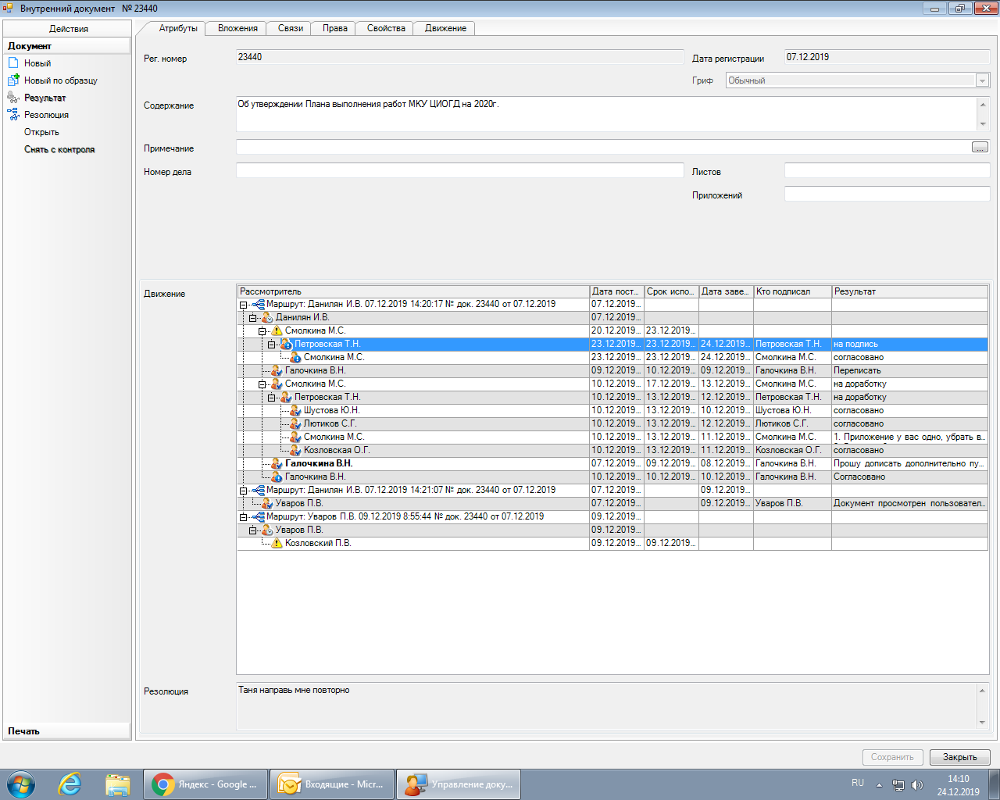 Внутренний документ № 23440
Действия
Документ
Новый
Новый по образцу
Результат
Резолюция
Открыть
Снять с контроля
Печать
Атрибуты Вложения Связи Права Свойства Движение
Рег. номер 23440 Дата регистрации 07.12.2019
Гриф Обычный
Содержание Об утверждении Плана выполнения работ МКУ ЦИОГД на 2020г.
Примечание ...
Номер дела Листов
Приложений
Движение
Рассмотритель Дата пост... Срок испо... Дата заве... Кто подписал Результат
Маршрут: Данилян И.В. 07.12.2019 14:20:17 № док. 23440 от 07.12.2019 07.12.2019...
Данилян И.В. 07.12.2019...
Смолкина М.С. 20.12.2019... 23.12.2019...
Петровская Т.Н. 23.12.2019... 23.12.2019... 24.12.2019... Петровская Т.Н. на подпись
Смолкина М.С. 23.12.2019... 23.12.2019... 24.12.2019... Смолкина М.С. согласовано
Галочкина В.Н. 09.12.2019... 10.12.2019... 09.12.2019... Галочкина В.Н. Переписать
Смолкина М.С. 10.12.2019... 17.12.2019... 13.12.2019... Смолкина М.С. на доработку
Петровская Т.Н. 10.12.2019... 13.12.2019... 12.12.2019... Петровская Т.Н. на доработку
Шустова Ю.Н. 10.12.2019... 13.12.2019... 10.12.2019... Шустова Ю.Н. согласовано
Лютиков С.Г. 10.12.2019... 13.12.2019... 12.12.2019... Лютиков С.Г. согласовано
Смолкина М.С. 10.12.2019... 13.12.2019... 11.12.2019... Смолкина М.С. 1. Приложение у вас одно, убрать в...
Козловская О.Г. 10.12.2019... 13.12.2019... 11.12.2019... Козловская О.Г. согласовано
Галочкина В.Н. 07.12.2019... 09.12.2019... 08.12.2019... Галочкина В.Н. Прошу дописать дополнительно пу...
Галочкина В.Н. 10.12.2019... 10.12.2019... 10.12.2019... Галочкина В.Н. Согласовано
Маршрут: Данилян И.В. 07.12.2019 14:21:07 № док. 23440 от 07.12.2019 07.12.2019... 09.12.2019...
Уваров П.В. 07.12.2019... 09.12.2019... Уваров П.В. Документ просмотрен пользовател...
Маршрут: Уваров П.В. 09.12.2019 8:55:44 № док. 23440 от 07.12.2019 09.12.2019...
Уваров П.В. 09.12.2019...
Козловский П.В. 09.12.2019... 09.12.2019...
Резолюция Таня направь мне повторно
Сохранить Закрыть
Яндекс - Google ... Входящие - Micr... Управление доку... RU 14:10
24.12.2019